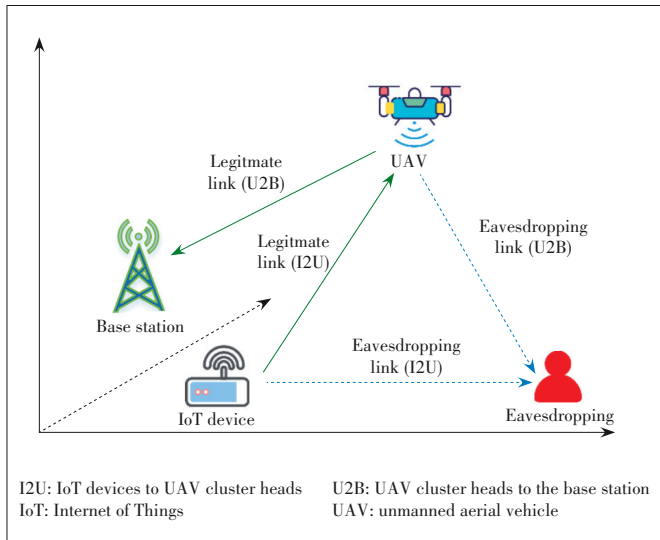 UAV
Legitmate
link (U2B)
Legitmate
link (I2U)
Eavesdropping
link (U2B)
Base station
Eavesdropping
link (I2U)
IoT device
Eavesdropping
I2U: IoT devices to UAV cluster heads
U2B: UAV cluster heads to the base station
IoT: Internet of Things
UAV: unmanned aerial vehicle